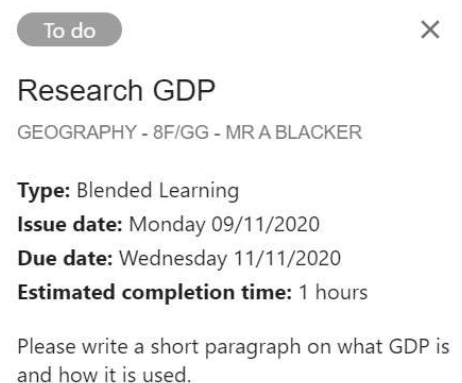 To do
Research GDP
GEOGRAPHY - 8F/GG - MR A BLACKER
Type: Blended Learning
Issue date: Monday 09/11/2020
Due date: Wednesday 11/11/2020
Estimated completion time: 1 hours
Please write a short paragraph on what GDP is
and how it is used.